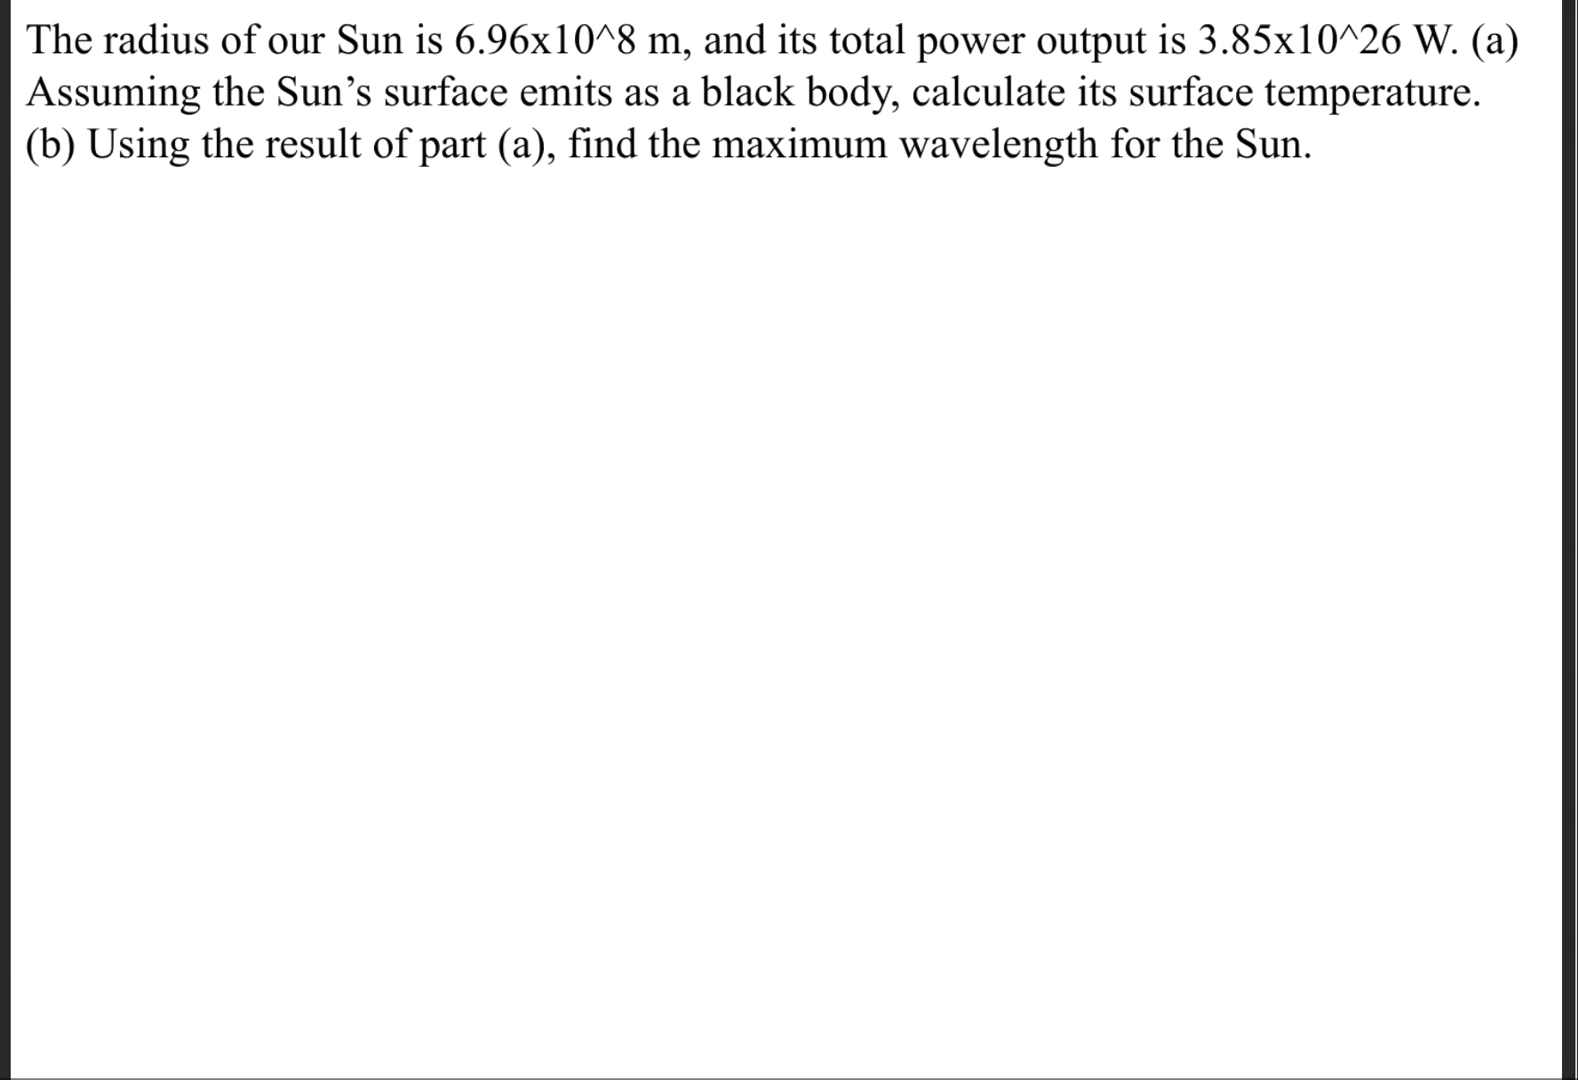 The radius of our Sun is 6.96x10^8 m, and its total power output is 3.85x10^26 W. (a)
Assuming the Sun’s surface emits as a black body, calculate its surface temperature.
(b) Using the result of part (a), find the maximum wavelength for the Sun.